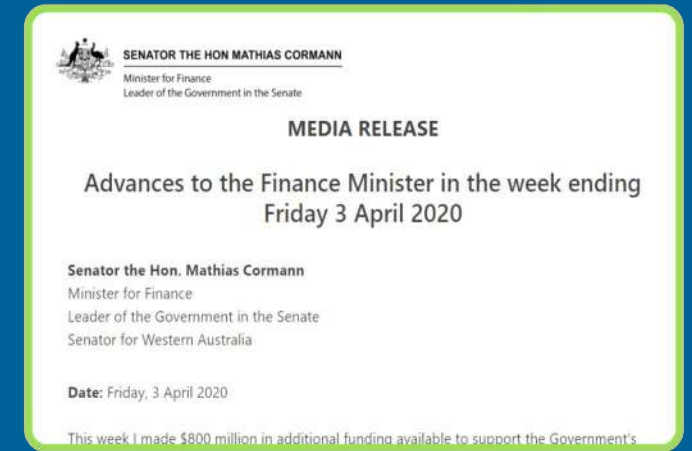 SENATOR THE HON MATHIAS CORMANN
Minister for Finance
Leader of the Government in the Senate
MEDIA RELEASE
Advances to the Finance Minister in the week ending
Friday 3 April 2020
Senator the Hon. Mathias Cormann
Minister for Finance
Leader of the Government in the Senate
Senator for Western Australia
Date: Friday, 3 April 2020
This week I made $800 million in additional funding available to support the Government's